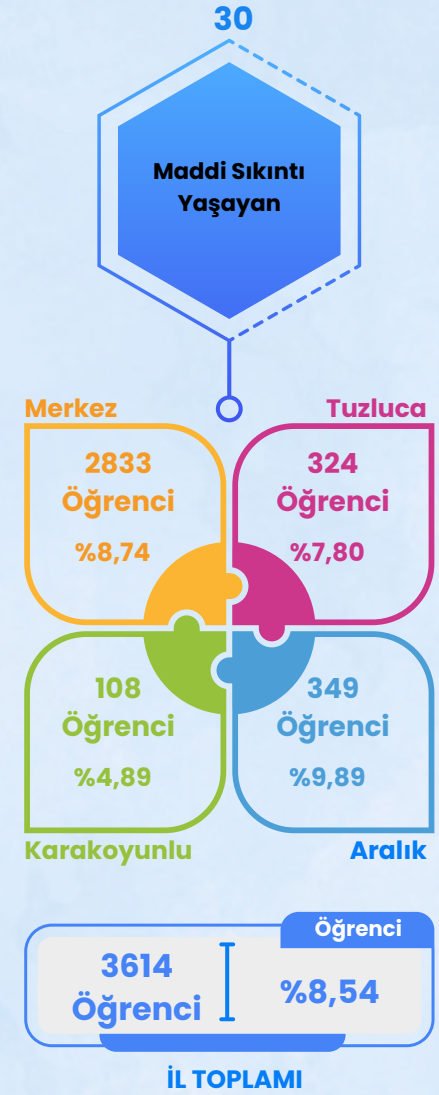 30
Maddi Sıkıntı
Yaşayan
Merkez
2833
Öğrenci
%8,74
Tuzluca
324
Öğrenci
%7,80
108
Öğrenci
%4,89
Karakoyunlu
349
Öğrenci
%9,89
Aralık
Öğrenci
3614
Öğrenci
%8,54
İL TOPLAMI